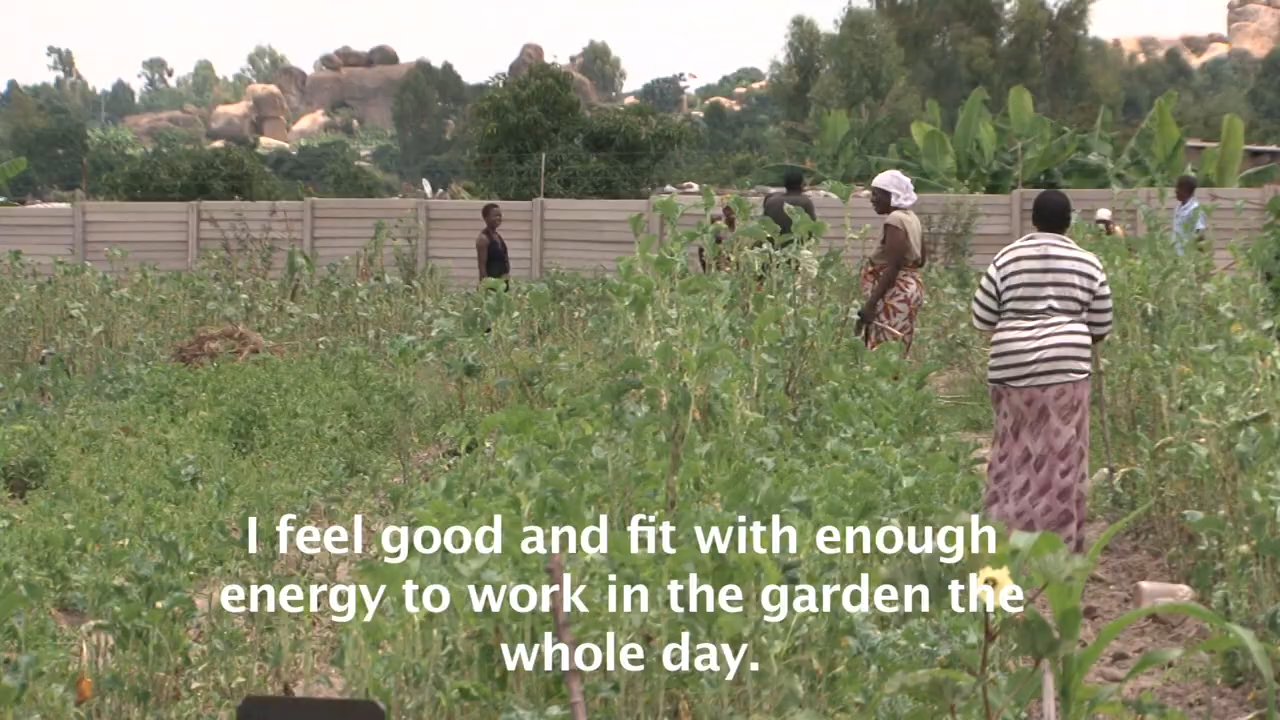 I feel good and fit with enough
energy to work in the garden the
whole day.